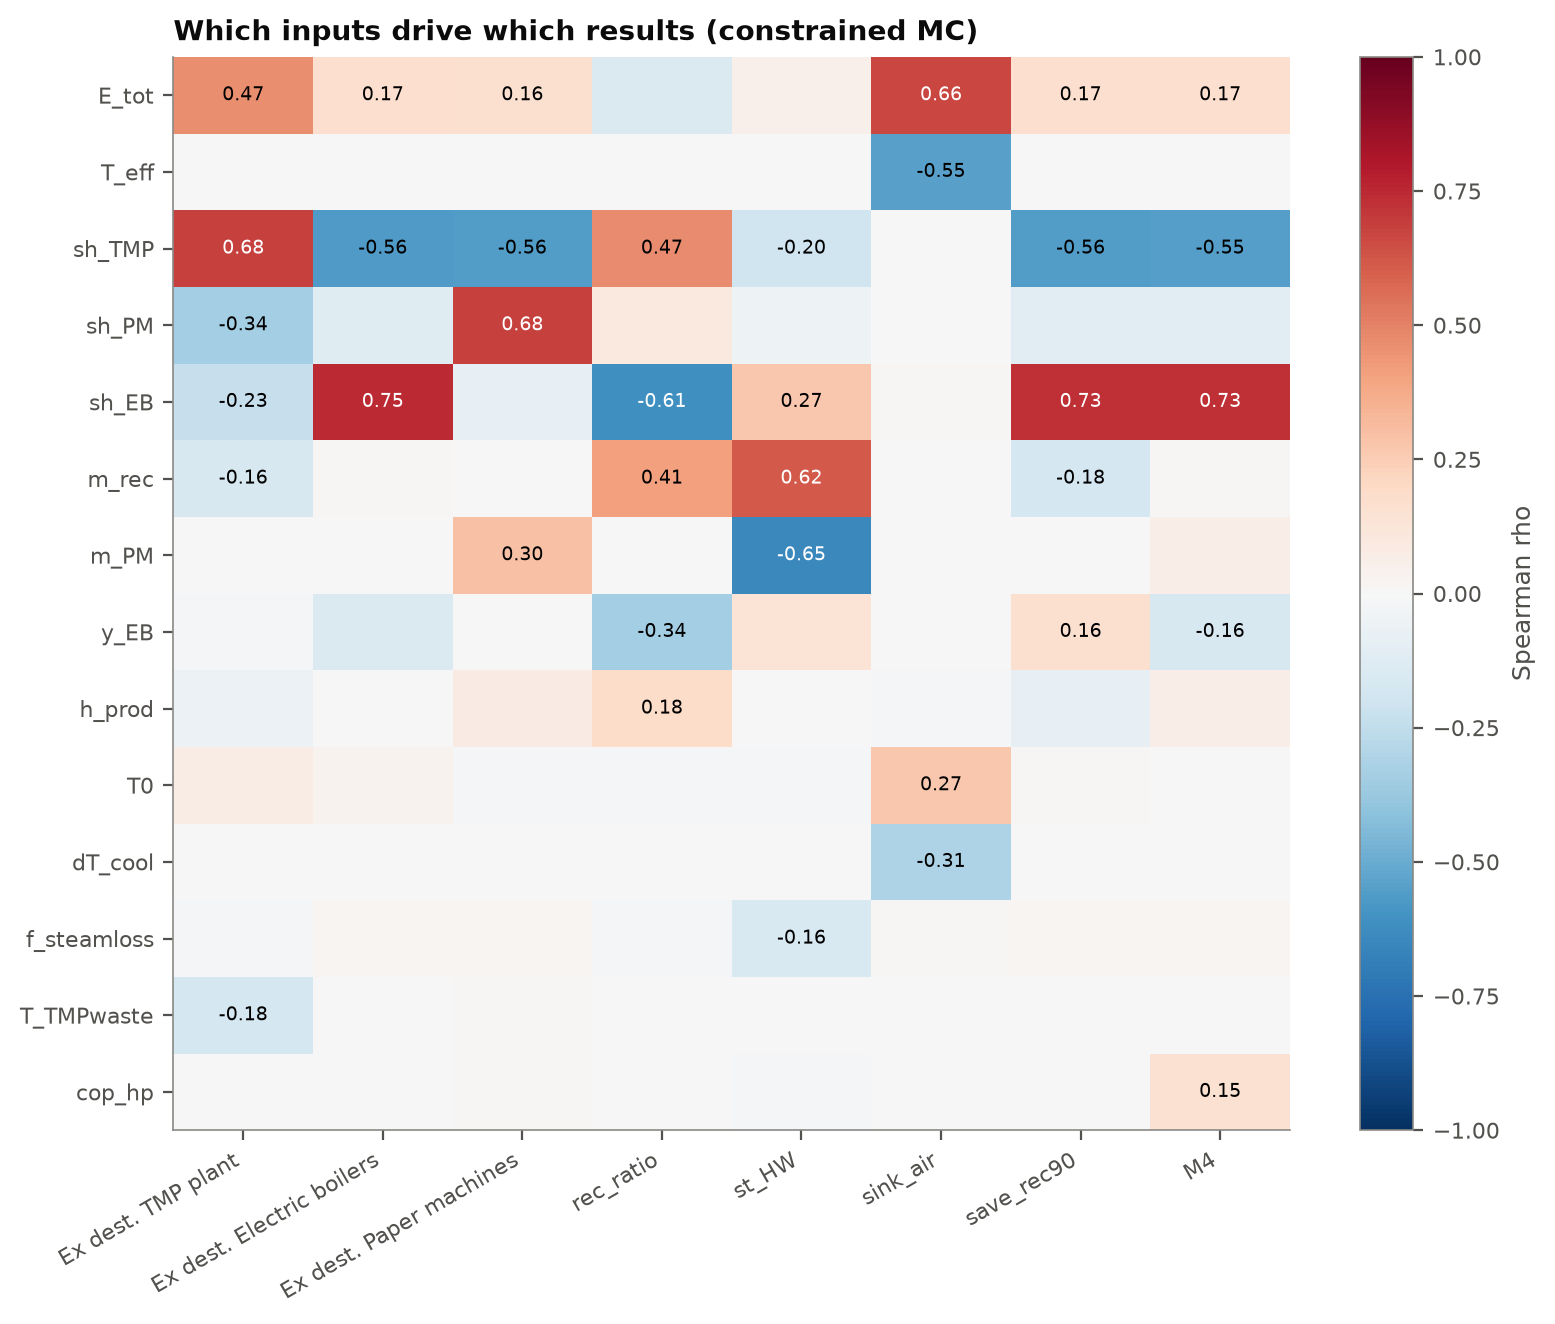 Which inputs drive which results (constrained MC)
E_tot 0.47 0.17 0.16 0.66 0.17 0.17
T_eff -0.55
sh_TMP 0.68 -0.56 -0.56 0.47 -0.20 -0.56 -0.55
sh_PM -0.34 0.68
sh_EB -0.23 0.75 -0.61 0.27 0.73 0.73
m_rec -0.16 0.41 0.62 -0.18
m_PM 0.30 -0.65
y_EB -0.34 0.16 -0.16
h_prod 0.18
T0 0.27
dT_cool -0.31
f_steamloss -0.16
T_TMPwaste -0.18
cop_hp 0.15
Ex dest. TMP plant
Ex dest. Electric boilers
Ex dest. Paper machines
rec_ratio
st_HW
sink_air
save_rec90
M4
1.00
0.75
0.50
0.25
0.00
−0.25
−0.50
−0.75
−1.00
Spearman rho